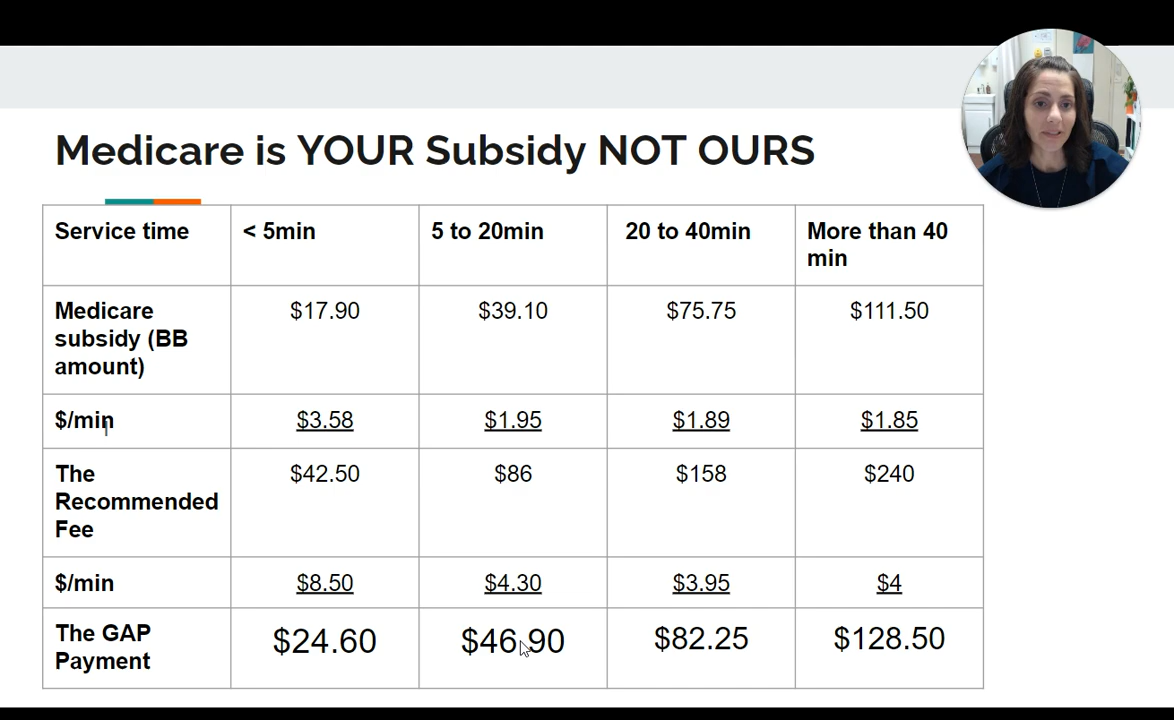 Medicare is YOUR Subsidy NOT OURS
Service time < 5min 5 to 20min 20 to 40min More than 40
min
Medicare $17.90 $39.10 $75.75 $111.50
subsidy (BB
amount)
$/min $3.58 $1.95 $1.89 $1.85
The $42.50 $86 $158 $240
Recommended
Fee
$/min $8.50 $4.30 $3.95 $4
The GAP $24.60 $46.90 $82.25 $128.50
Payment